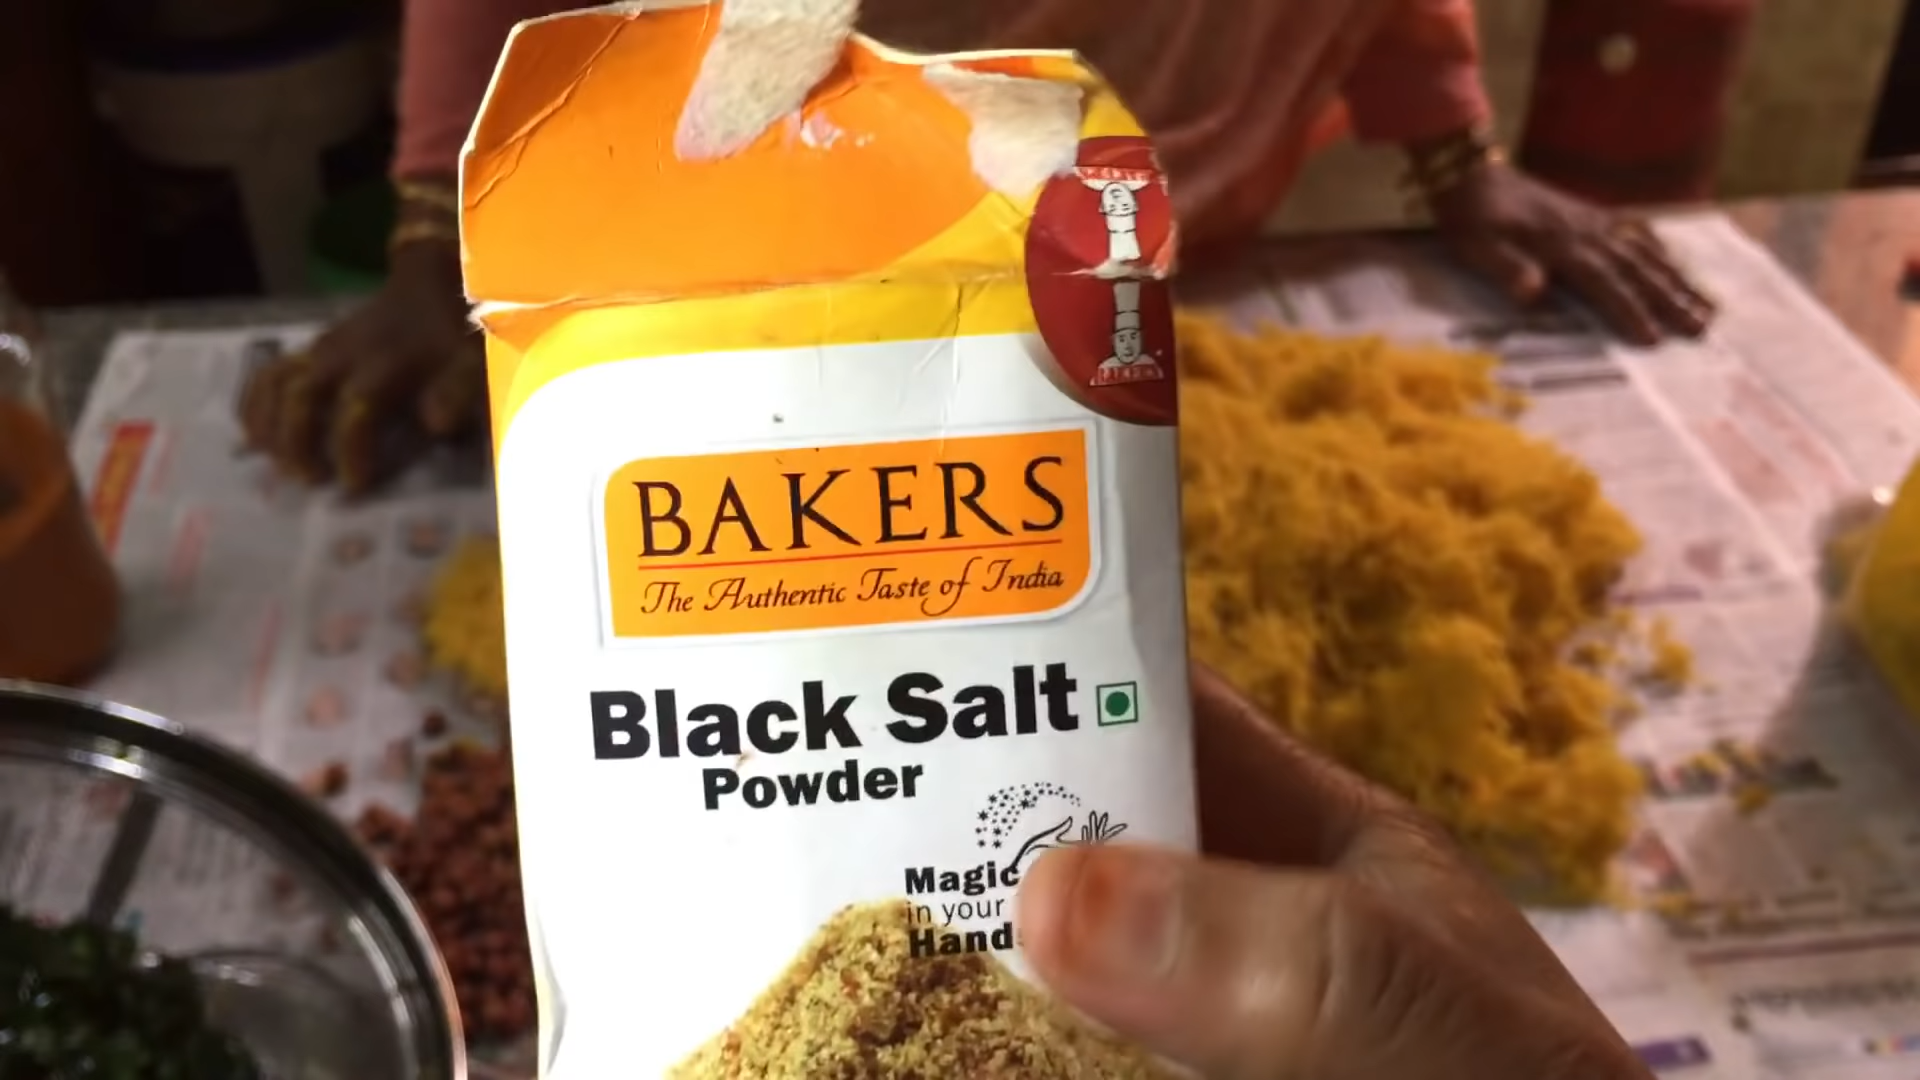 BAKERS
The Authentic Taste of India
Black Salt
Powder
Magic
in your
Hand